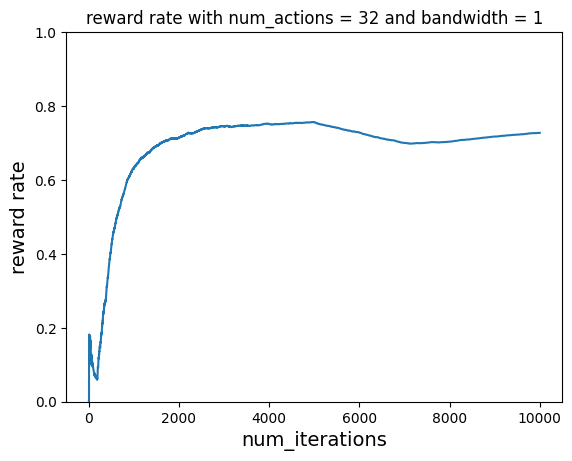 reward rate with num_actions = 32 and bandwidth = 1
1.0
0.8
0.6
0.4
0.2
0.0
reward rate
0 2000 4000 6000 8000 10000
num_iterations